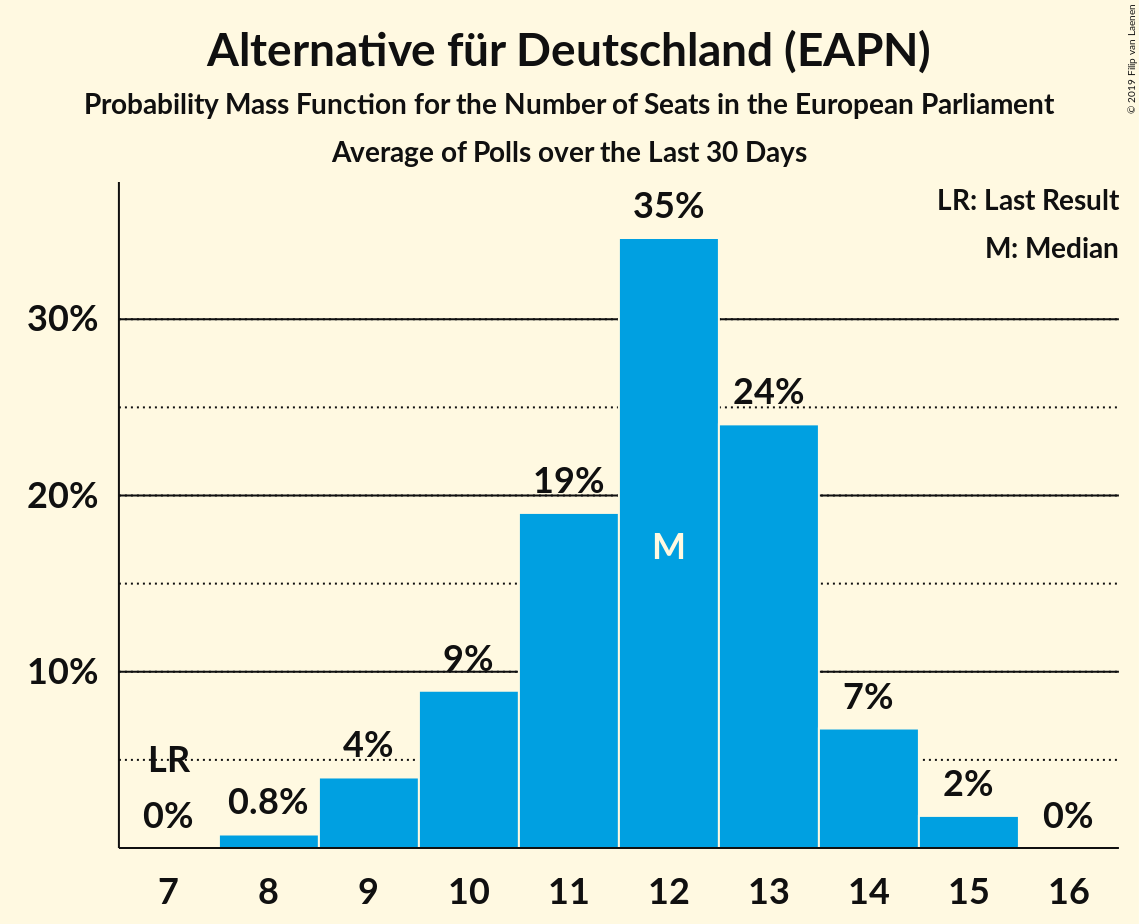 Alternative für Deutschland (EAPN)
Probability Mass Function for the Number of Seats in the European Parliament
Average of Polls over the Last 30 Days
© 2019 Filip van Laenen
LR: Last Result
M: Median
35%
30%
24%
20%
19%
M
10%
9%
7%
LR
4%
2%
0.8%
0%
0%
7 8 9 10 11 12 13 14 15 16